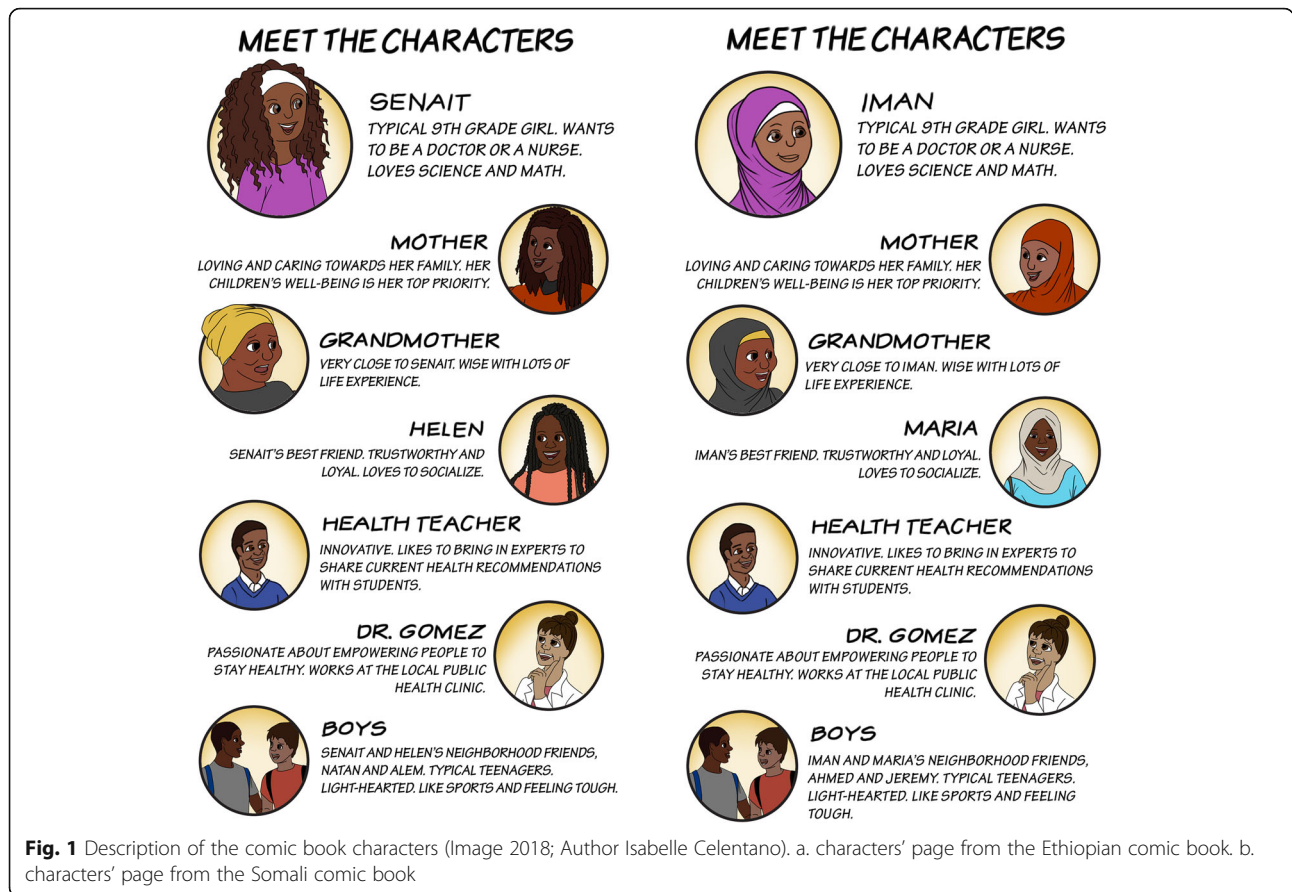 MEET THE CHARACTERS
SENAIT
TYPICAL 9TH GRADE GIRL. WANTS
TO BE A DOCTOR OR A NURSE.
LOVES SCIENCE AND MATH.
MOTHER
LOVING AND CARING TOWARDS HER FAMILY. HER
CHILDREN'S WELL-BEING IS HER TOP PRIORITY.
GRANDMOTHER
VERY CLOSE TO SENAIT. WISE WITH LOTS OF
LIFE EXPERIENCE.
HELEN
SENAIT'S BEST FRIEND. TRUSTWORTHY AND
LOYAL. LOVES TO SOCIALIZE.
HEALTH TEACHER
INNOVATIVE. LIKES TO BRING IN EXPERTS TO
SHARE CURRENT HEALTH RECOMMENDATIONS
WITH STUDENTS.
DR. GOMEZ
PASSIONATE ABOUT EMPOWERING PEOPLE TO
STAY HEALTHY. WORKS AT THE LOCAL PUBLIC
HEALTH CLINIC.
BOYS
SENAIT AND HELEN'S NEIGHBORHOOD FRIENDS,
NATAN AND ALEM. TYPICAL TEENAGERS.
LIGHT-HEARTED. LIKE SPORTS AND FEELING TOUGH.
MEET THE CHARACTERS
IMAN
TYPICAL 9TH GRADE GIRL. WANTS
TO BE A DOCTOR OR A NURSE.
LOVES SCIENCE AND MATH.
MOTHER
LOVING AND CARING TOWARDS HER FAMILY. HER
CHILDREN'S WELL-BEING IS HER TOP PRIORITY.
GRANDMOTHER
VERY CLOSE TO IMAN. WISE WITH LOTS OF
LIFE EXPERIENCE.
MARIA
IMAN'S BEST FRIEND. TRUSTWORTHY AND LOYAL.
LOVES TO SOCIALIZE.
HEALTH TEACHER
INNOVATIVE. LIKES TO BRING IN EXPERTS TO
SHARE CURRENT HEALTH RECOMMENDATIONS
WITH STUDENTS.
DR. GOMEZ
PASSIONATE ABOUT EMPOWERING PEOPLE TO
STAY HEALTHY. WORKS AT THE LOCAL PUBLIC
HEALTH CLINIC.
BOYS
IMAN AND MARIA'S NEIGHBORHOOD FRIENDS,
AHMED AND JEREMY. TYPICAL TEENAGERS.
LIGHT-HEARTED. LIKE SPORTS AND FEELING
TOUGH.
Fig. 1 Description of the comic book characters (Image 2018; Author Isabelle Celentano). a. characters' page from the Ethiopian comic book. b.
characters' page from the Somali comic book